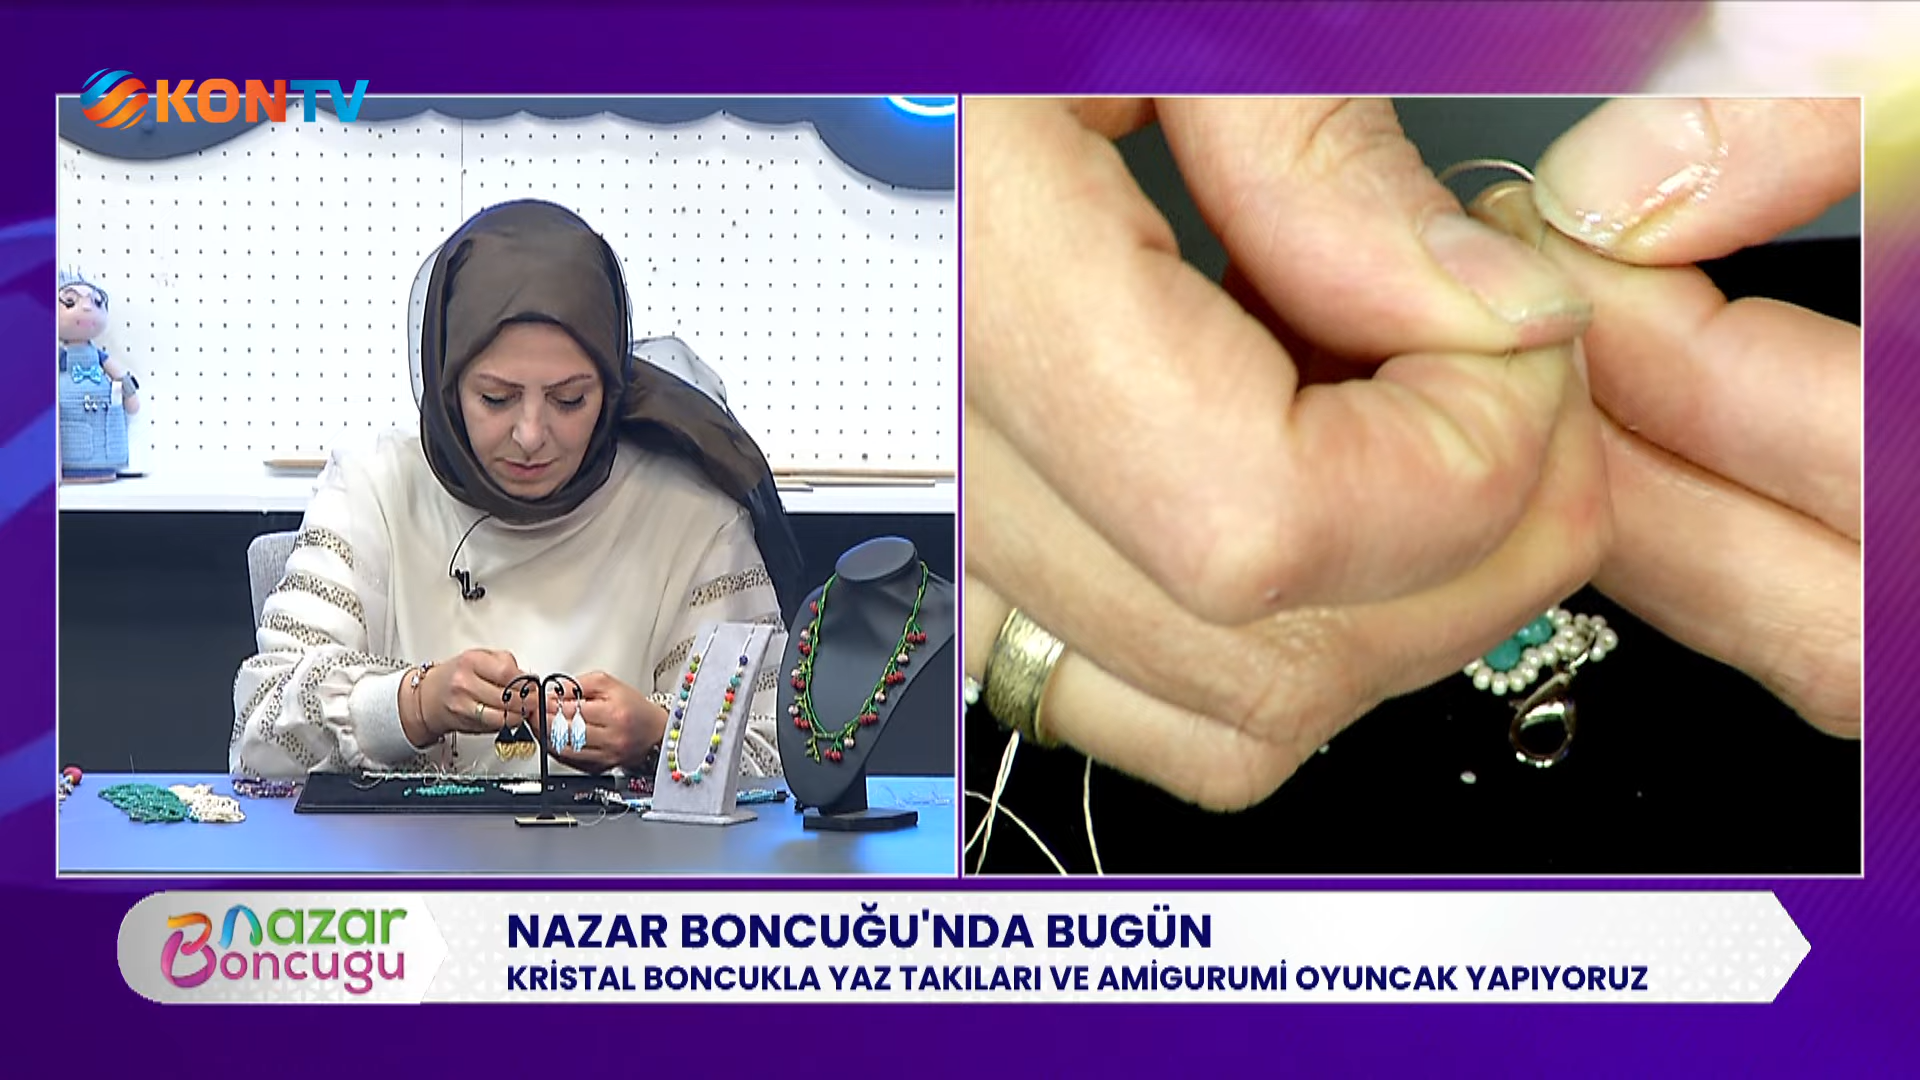 KONTV
Nazar
Boncugu
NAZAR BONCUĞU'NDA BUGÜN
KRİSTAL BONCUKLA YAZ TAKILARI VE AMİGURUMİ OYUNCAK YAPIYORUZ